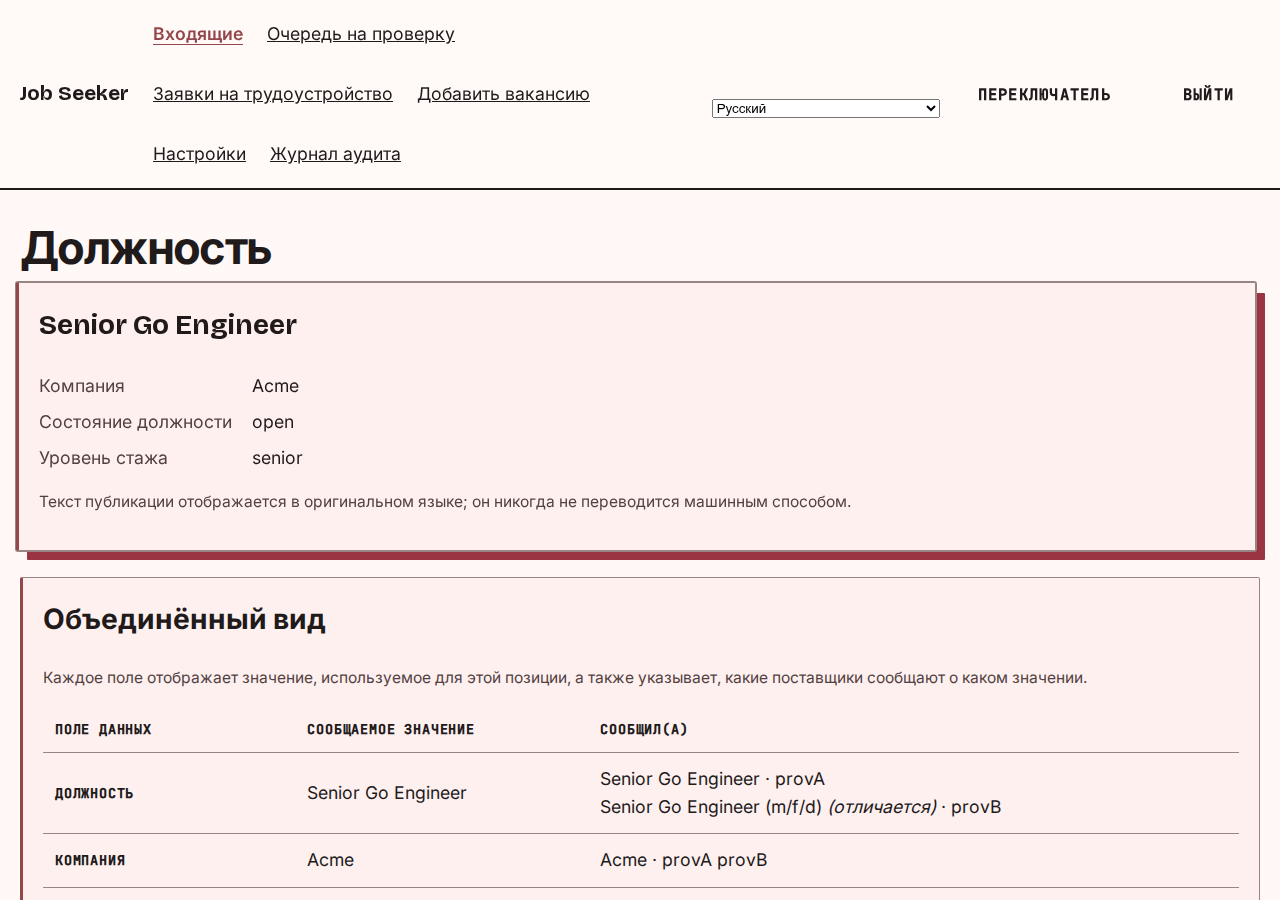 Job Seeker
Входящие Очередь на проверку
Заявки на трудоустройство Добавить вакансию
Настройки Журнал аудита
Русский
ПЕРЕКЛЮЧАТЕЛЬ
ВЫЙТИ
Должность
Senior Go Engineer
Компания Acme
Состояние должности open
Уровень стажа senior
Текст публикации отображается в оригинальном языке; он никогда не переводится машинным способом.
Объединённый вид
Каждое поле отображает значение, используемое для этой позиции, а также указывает, какие поставщики сообщают о каком значении.
ПОЛЕ ДАННЫХ СООБЩАЕМОЕ ЗНАЧЕНИЕ СООБЩИЛ(А)
ДОЛЖНОСТЬ Senior Go Engineer Senior Go Engineer · provA
Senior Go Engineer (m/f/d) (отличается) · provB
КОМПАНИЯ Acme Acme · provA provB